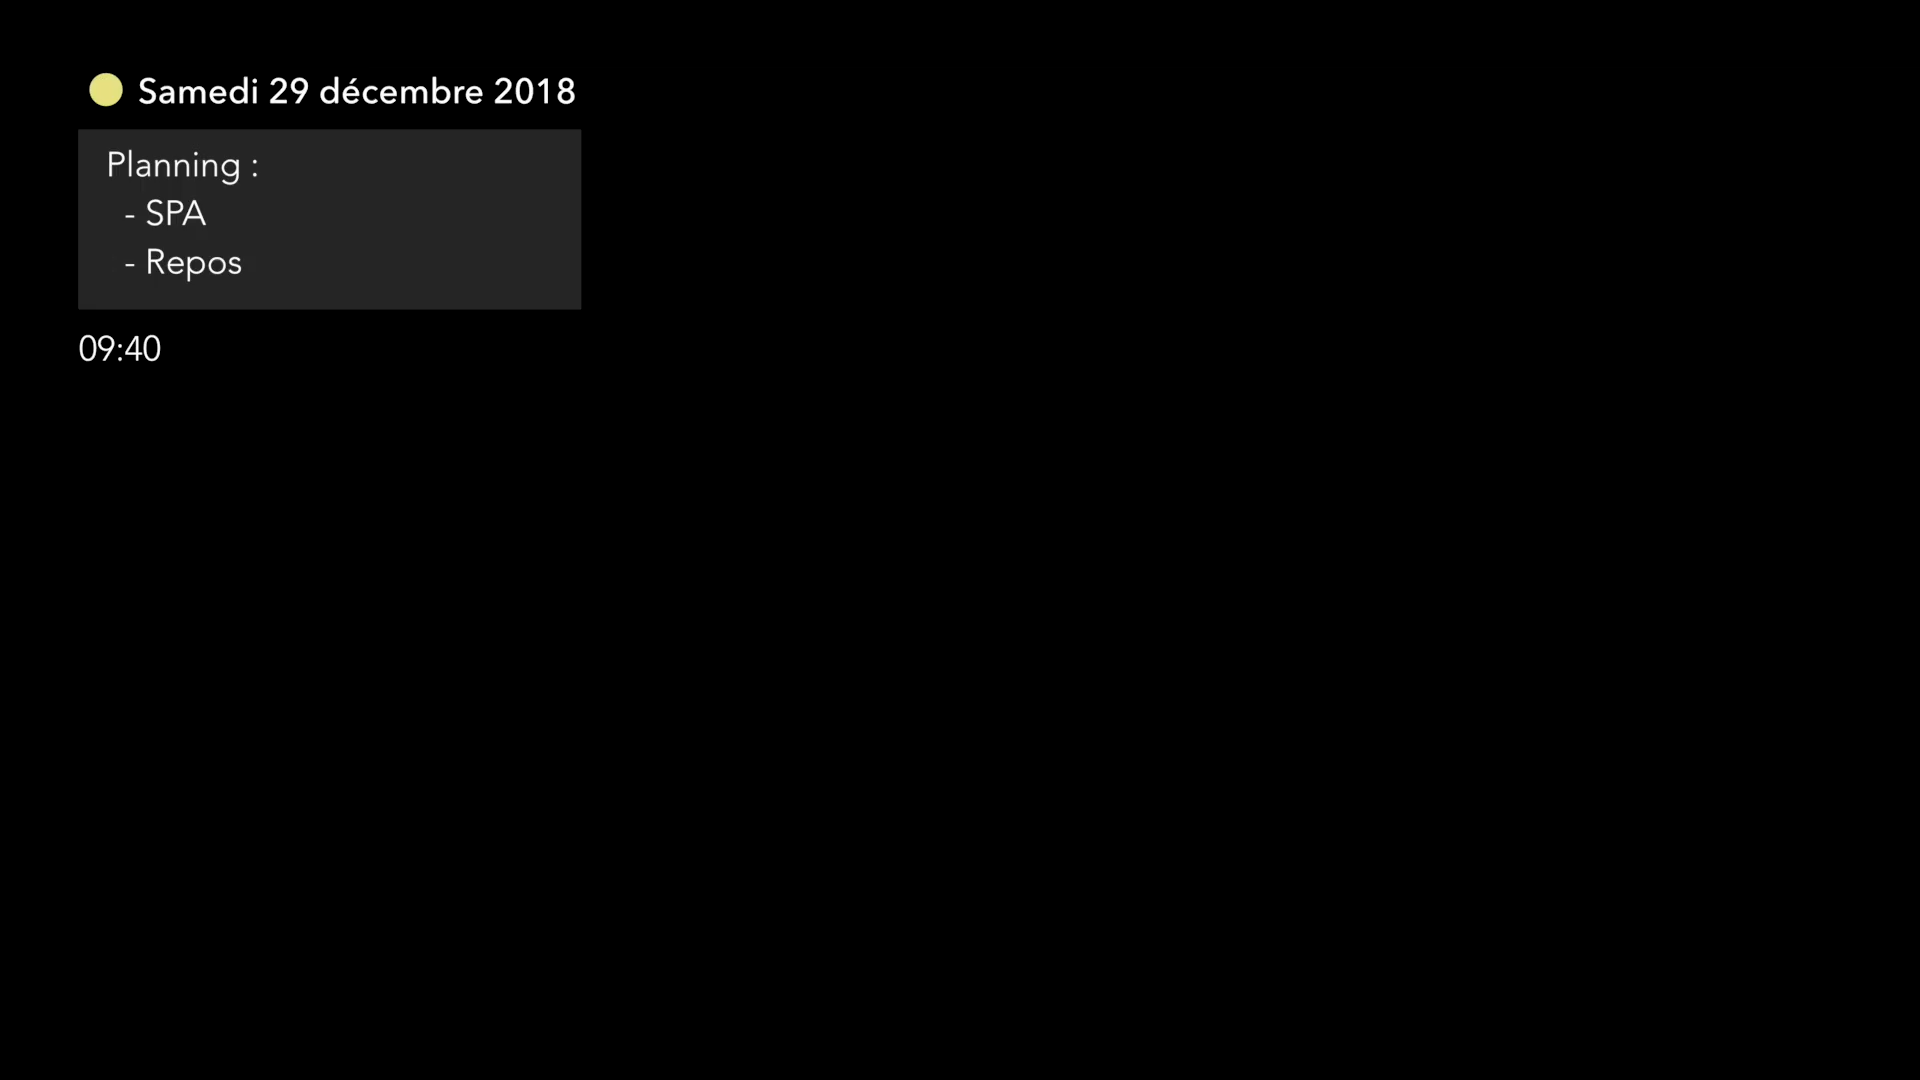 Samedi 29 décembre 2018
Planning :
- SPA
- Repos
09:40